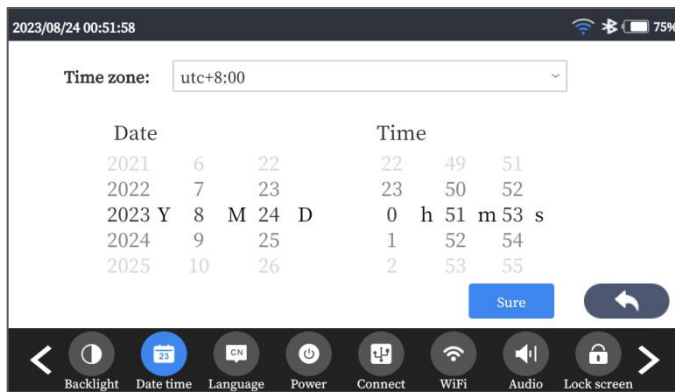 2023/08/24 00:51:58 75%
Time zone: utc+8:00
Date Time
2021 6 22 22 49 51
2022 7 23 23 50 52
2023 Y 8 M 24 D 0 h 51 m 53 s
2024 9 25 1 52 54
2025 10 26 2 53 55
Sure
23 CN
Backlight Date time Language Power Connect WiFi Audio Lock screen